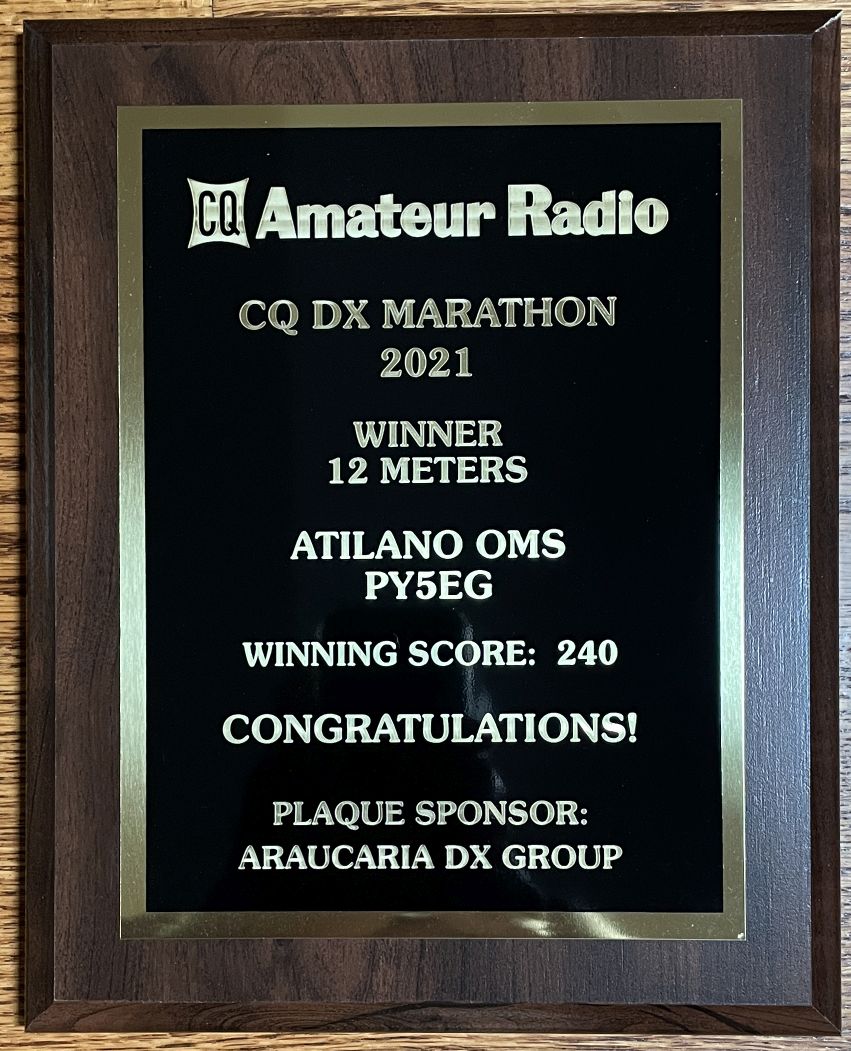 CQ Amateur Radio
CQ DX MARATHON
2021
WINNER
12 METERS
ATILANO OMS
PY5EG
WINNING SCORE: 240
CONGRATULATIONS!
PLAQUE SPONSOR:
ARAUCARIA DX GROUP